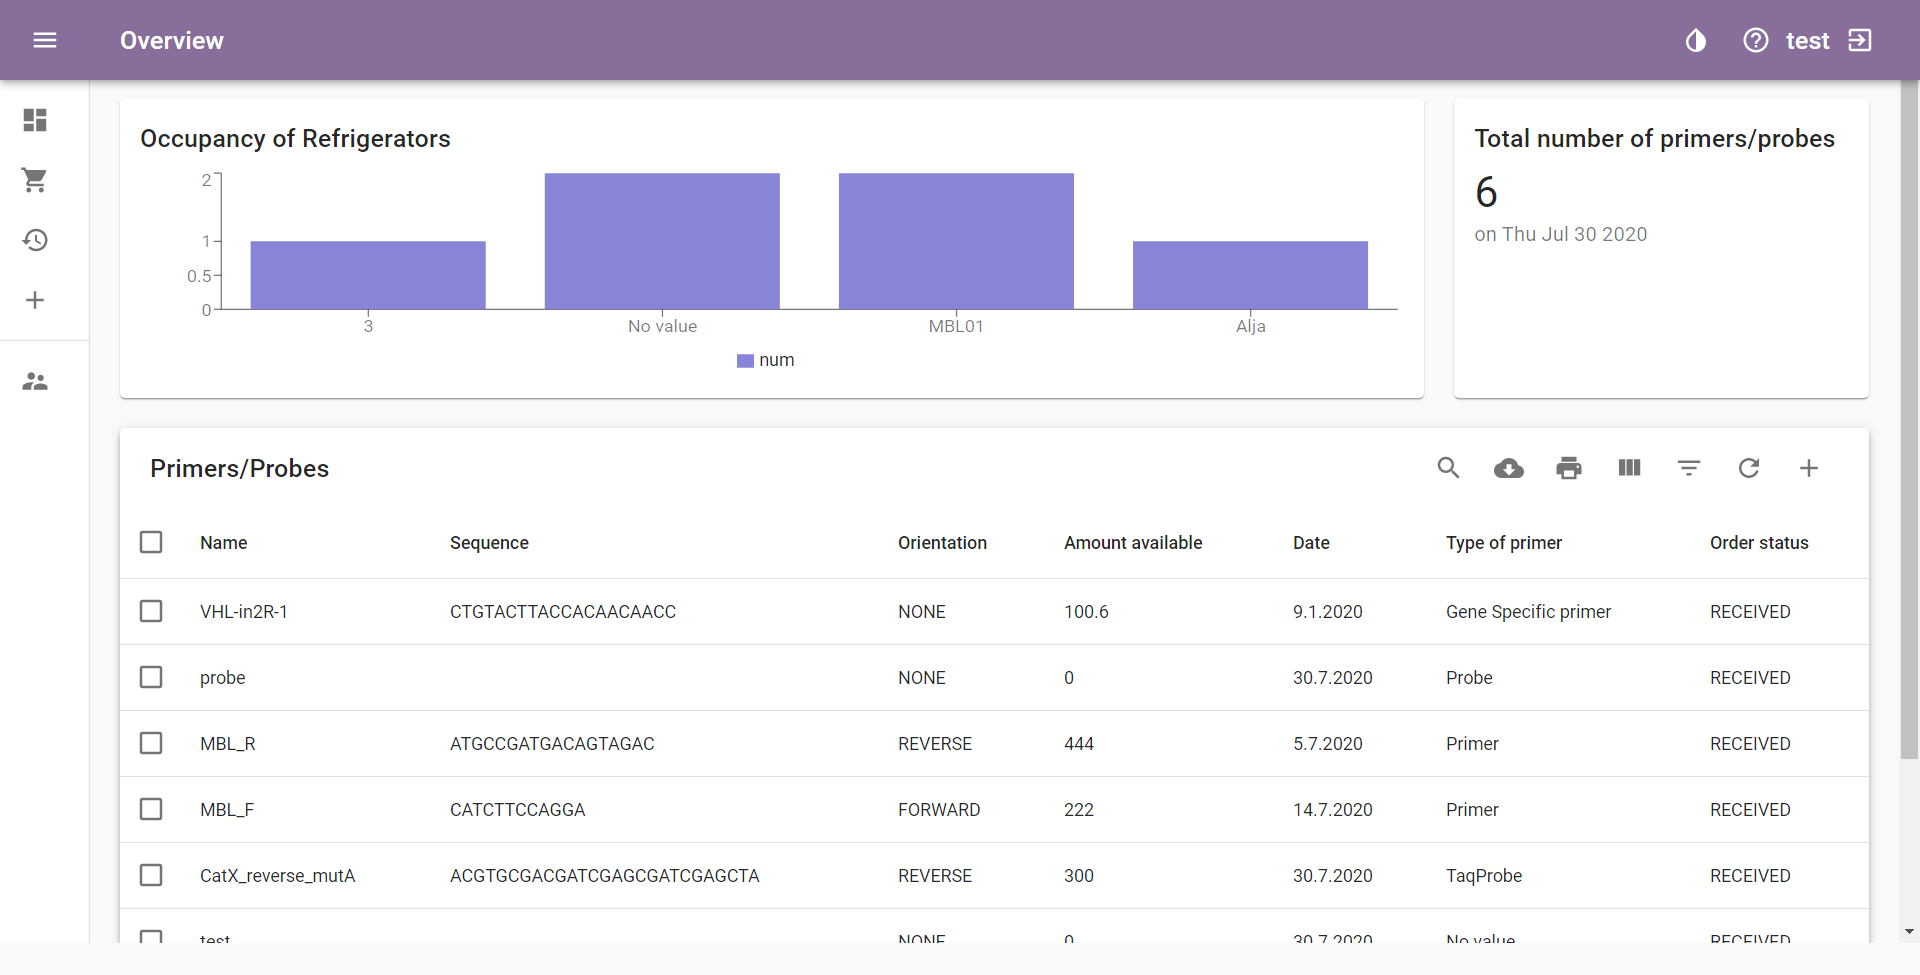 Overview
test
Occupancy of Refrigerators
2
1
0.5
0
3 No value MBL01 Alja
num
Total number of primers/probes
6
on Thu Jul 30 2020
Primers/Probes
Name Sequence Orientation Amount available Date Type of primer Order status
VHL-in2R-1 CTGTACTTACCACAACAACC NONE 100.6 9.1.2020 Gene Specific primer RECEIVED
probe NONE 0 30.7.2020 Probe RECEIVED
MBL_R ATGCCGATGACAGTAGAC REVERSE 444 5.7.2020 Primer RECEIVED
MBL_F CATCTTCCAGGA FORWARD 222 14.7.2020 Primer RECEIVED
CatX_reverse_mutA ACGTGCGACGATCGAGCGATCGAGCTA REVERSE 300 30.7.2020 TaqProbe RECEIVED
test NONE 0 30.7.2020 No value RECEIVED